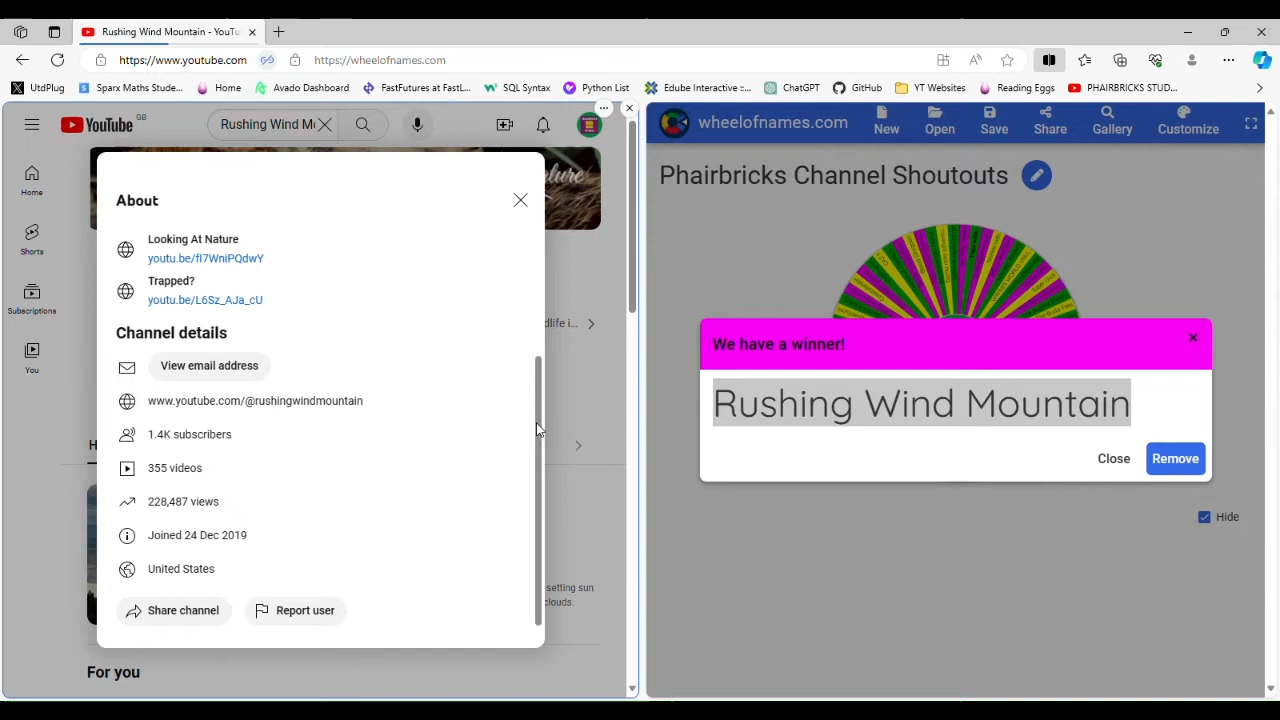 Rushing Wind Mountain - YouTu
https://www.youtube.com
https://wheelofnames.com
UtdPlug
Sparx Maths Stude...
Home
Avado Dashboard
FastFutures at FastL...
SQL Syntax
Python List
Edube Interactive ::...
ChatGPT
GitHub
YT Websites
Reading Eggs
PHAIRBRICKS STUD...
YouTube GB
Rushing Wind Mo
Home
Shorts
Subscriptions
You
About
Looking At Nature
youtu.be/fI7WniPQdwY
Trapped?
youtu.be/L6Sz_AJa_cU
Channel details
View email address
www.youtube.com/@rushingwindmountain
1.4K subscribers
355 videos
228,487 views
Joined 24 Dec 2019
United States
Share channel
Report user
dlife i...
H
setting sun
clouds.
For you
wheelofnames.com
New
Open
Save
Share
Gallery
Customize
Phairbricks Channel Shoutouts
We have a winner!
Rushing Wind Mountain
Close
Remove
Hide